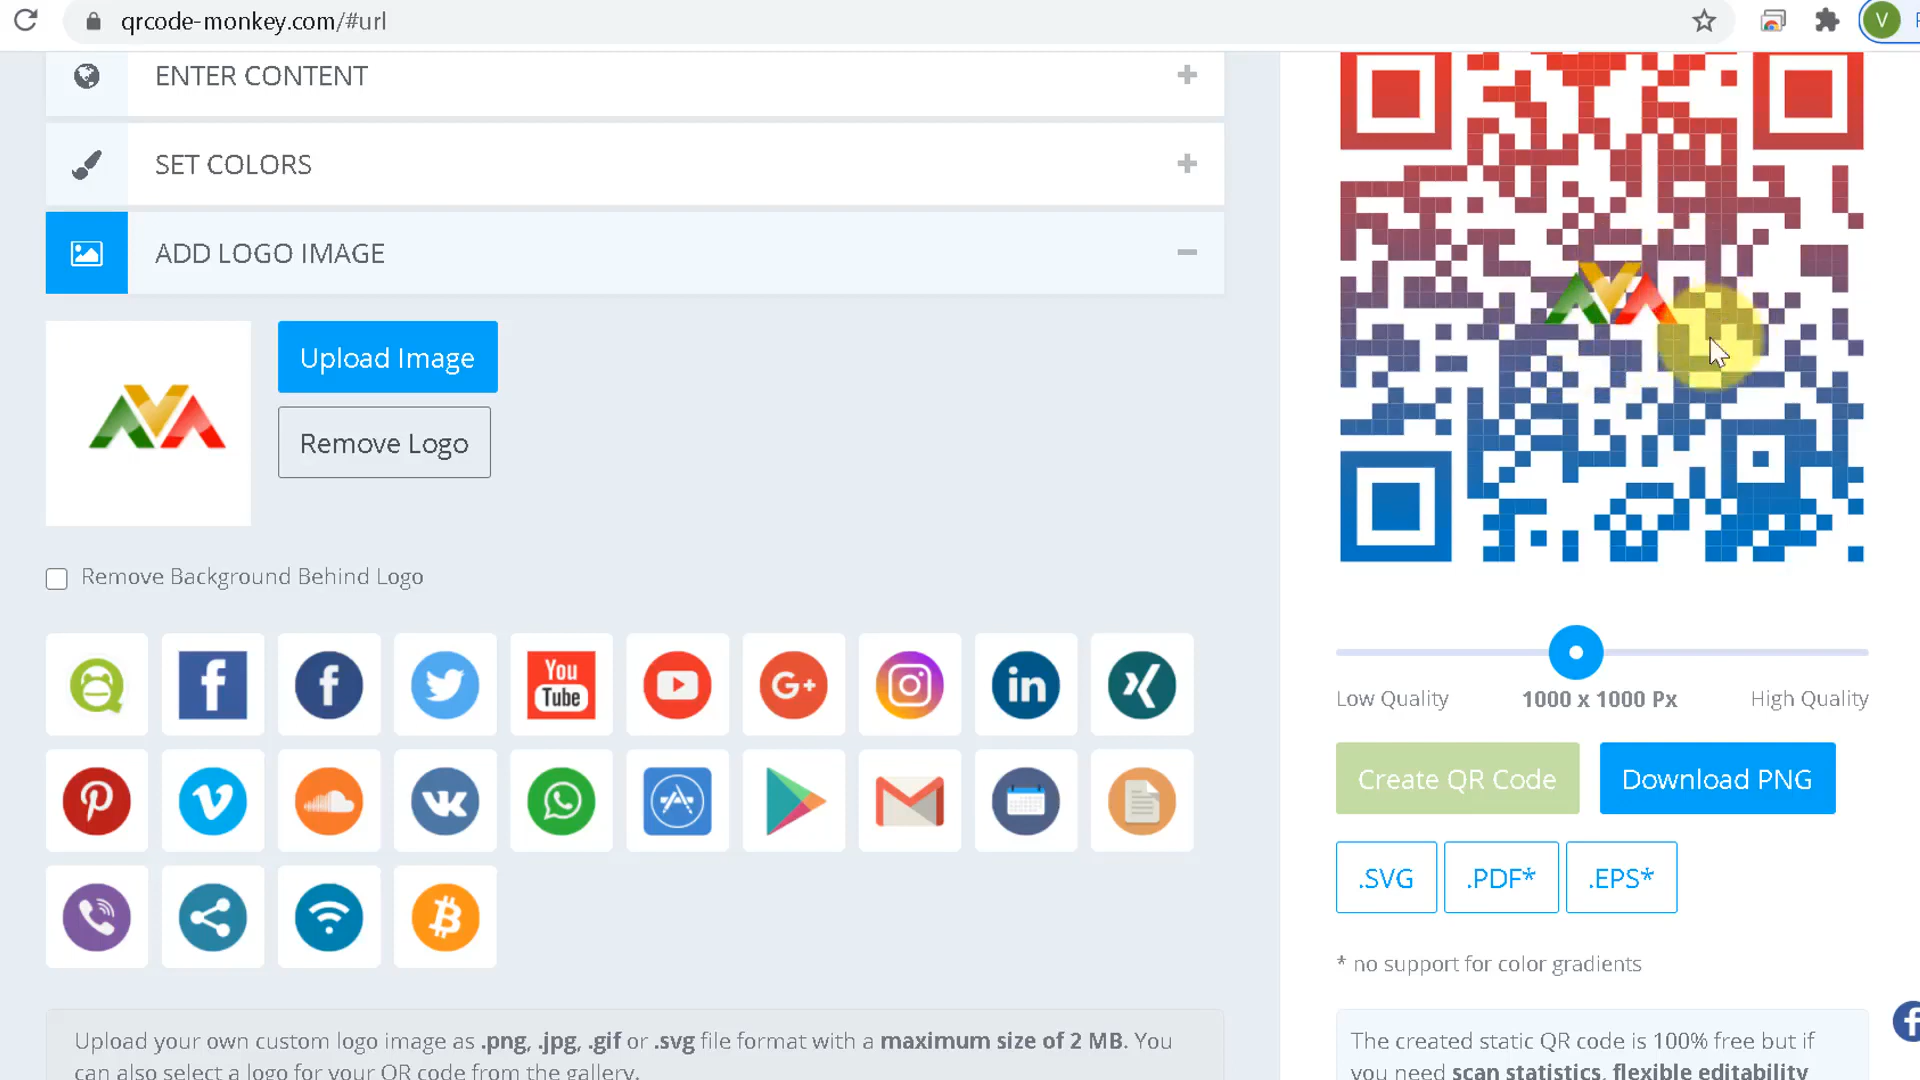 qrcode-monkey.com/#url
V
ENTER CONTENT
SET COLORS
ADD LOGO IMAGE
Upload Image
Remove Logo
Remove Background Behind Logo
You
Tube
G+
in
Low Quality
1000 x 1000 Px
High Quality
Create QR Code
Download PNG
.SVG
.PDF*
.EPS*
* no support for color gradients
Upload your own custom logo image as .png, .jpg, .gif or .svg file format with a maximum size of 2 MB. You
can also select a logo for your QR code from the gallery.
The created static QR code is 100% free but if
you need scan statistics, flexible editability